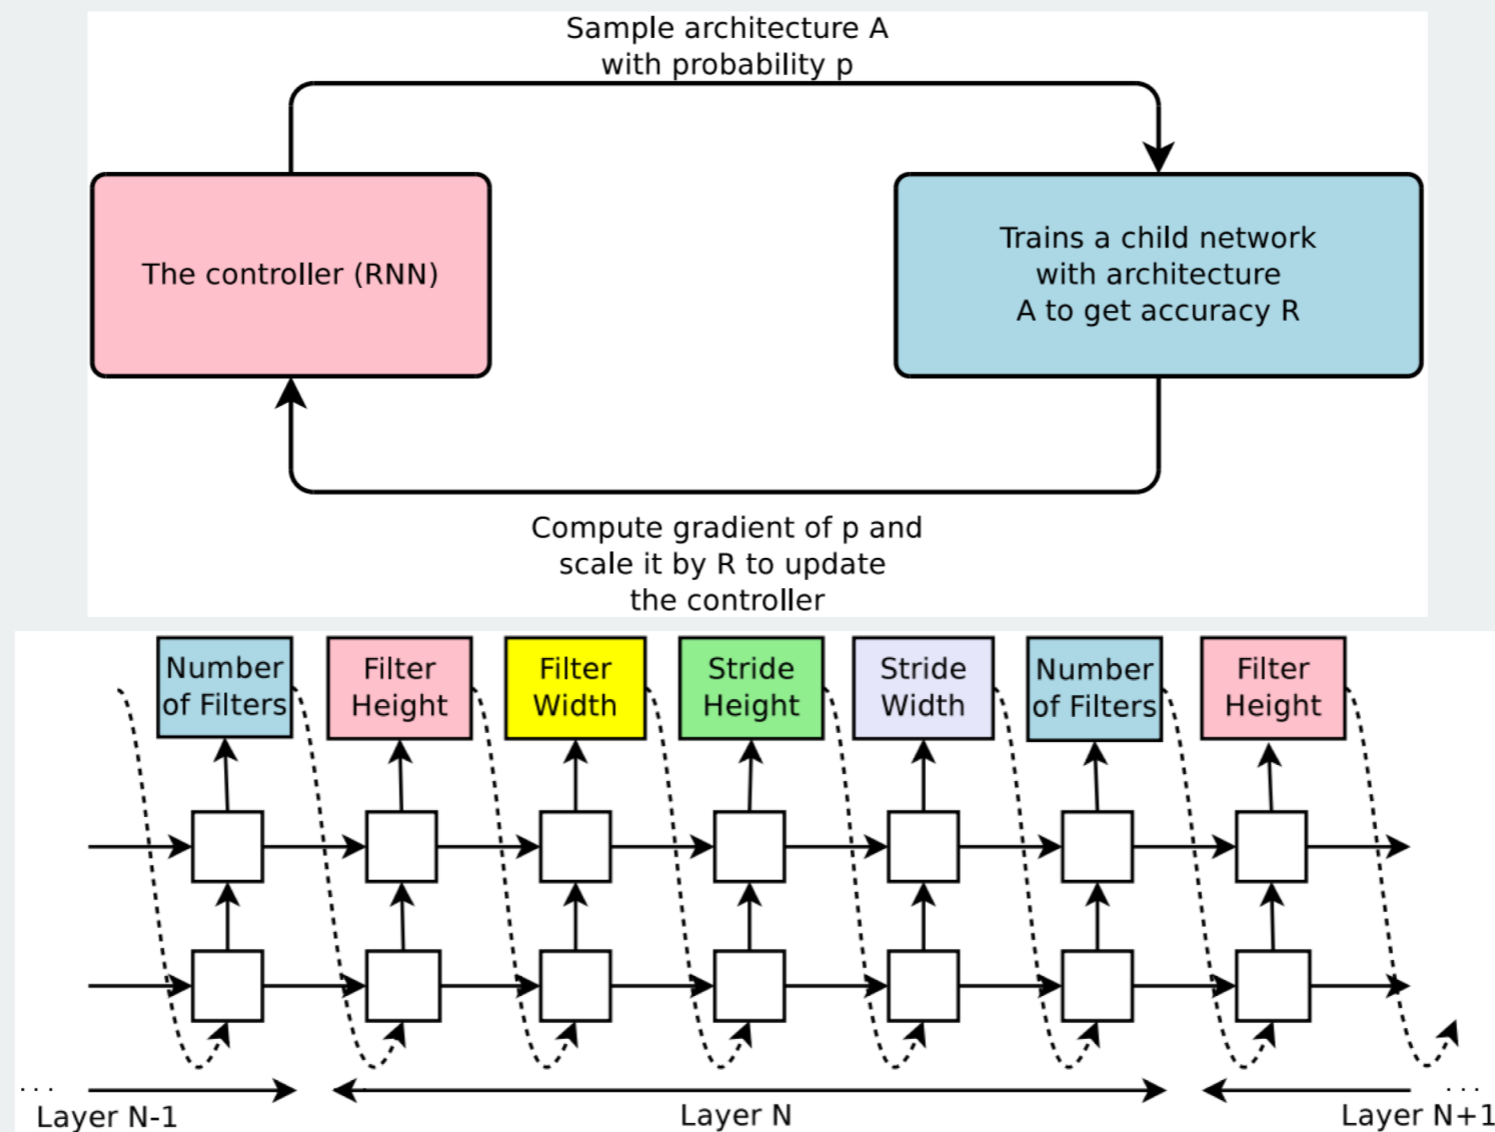 Sample architecture A
with probability p
The controller (RNN)
Trains a child network
with architecture
A to get accuracy R
Compute gradient of p and
scale it by R to update
the controller
Number
of Filters
Filter
Height
Filter
Width
Stride
Height
Stride
Width
Number
of Filters
Filter
Height
...
Layer N-1
Layer N
...
Layer N+1